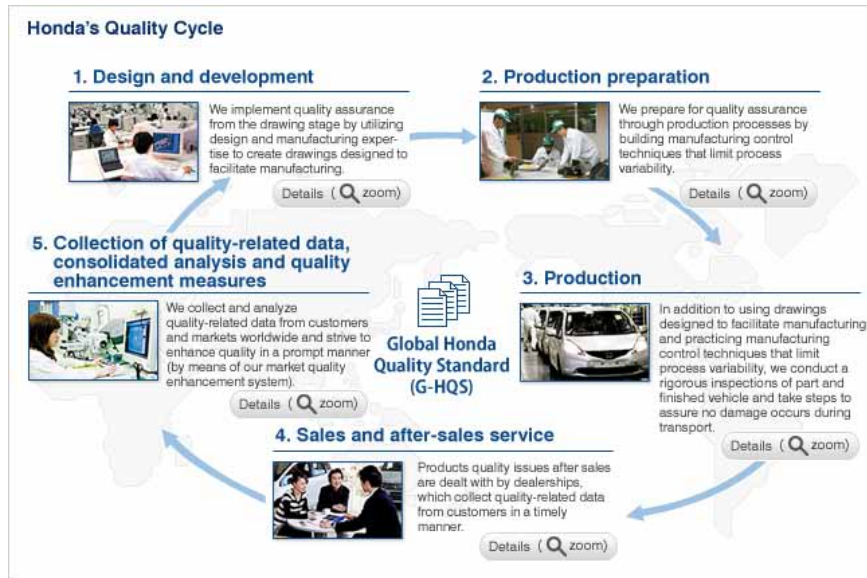 Honda's Quality Cycle
1. Design and development
We implement quality assurance
from the drawing stage by utilizing
design and manufacturing exper-
tise to create drawings designed to
facilitate manufacturing.
Details ( zoom)
2. Production preparation
We prepare for quality assurance
through production processes by
building manufacturing control
techniques that limit process
variability.
Details ( zoom)
3. Production
In addition to using drawings
designed to facilitate manufacturing
and practicing manufacturing
control techniques that limit
process variability, we conduct a
rigorous inspections of part and
finished vehicle and take steps to
assure no damage occurs during
transport.
Details ( zoom)
4. Sales and after-sales service
Products quality issues after sales
are dealt with by dealerships,
which collect quality-related data
from customers in a timely
manner.
Details ( zoom)
5. Collection of quality-related data,
consolidated analysis and quality
enhancement measures
We collect and analyze
quality-related data from customers
and markets worldwide and strive to
enhance quality in a prompt manner
(by means of our market quality
enhancement system).
Details ( zoom)
Global Honda
Quality Standard
(G-HQS)